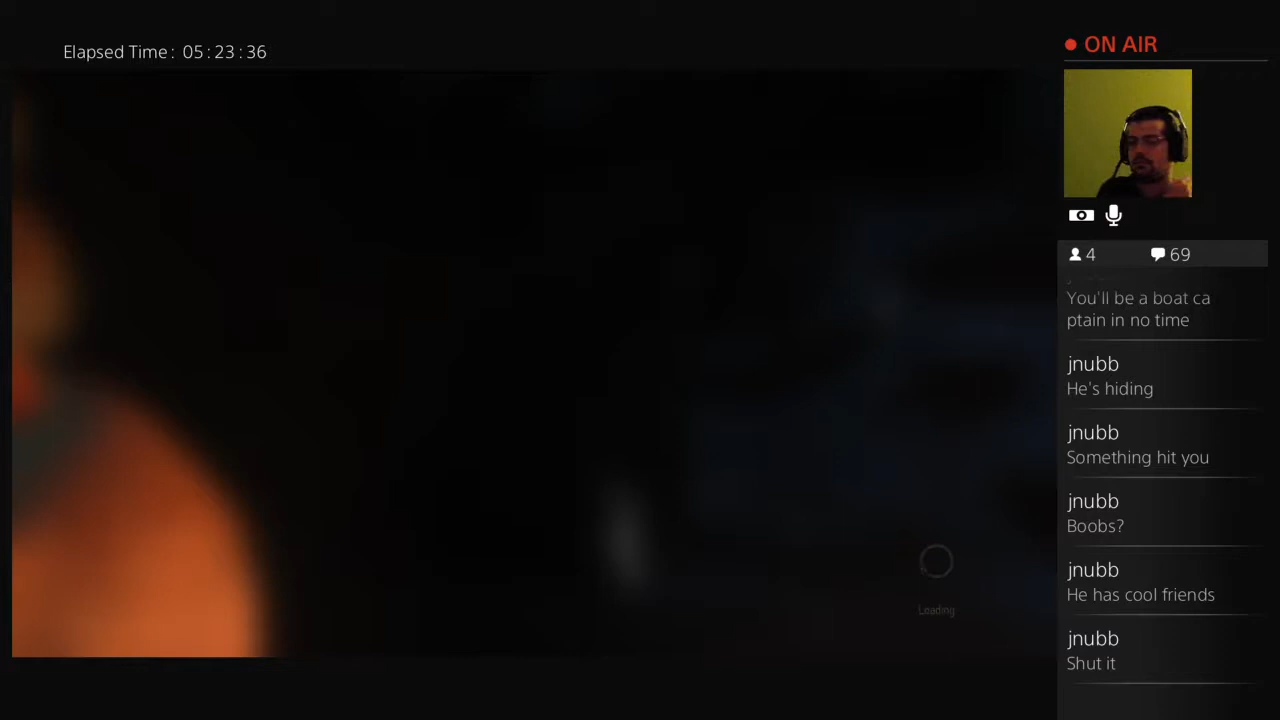 Elapsed Time: 05:23:36
ON AIR
4 69
You'll be a boat ca
ptain in no time
jnubb
He's hiding
jnubb
Something hit you
jnubb
Boobs?
jnubb
He has cool friends
jnubb
Shut it
Loading